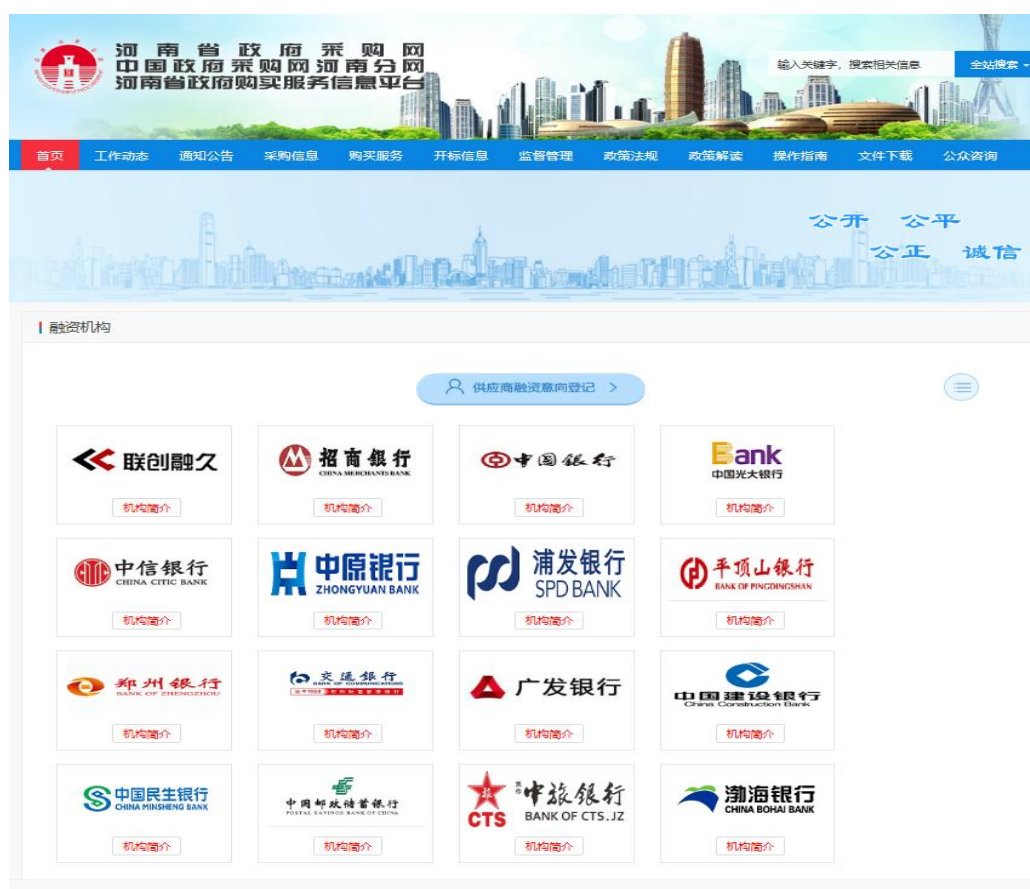 河南省政府采购网
中国政府采购网河南分网
河南省政府购买服务信息平台
输入关键字，搜索相关信息 全站搜索
首页 工作动态 通知公告 采购信息 购买服务 开标信息 监督管理 政策法规 政策解读 操作指南 文件下载 公众咨询
公开 公平
公正 诚信
融资机构
供应商融资意向登记 >
联创融久
机构简介
招商银行
CHINA MERCHANTS BANK
机构简介
中国银行
机构简介
Bank
中国光大银行
机构简介
中信银行
CHINA CITIC BANK
机构简介
中原银行
ZHONGYUAN BANK
机构简介
浦发银行
SPD BANK
机构简介
平顶山银行
BANK OF PINGDINGSHAN
机构简介
郑州银行
BANK OF ZHENGZHOU
机构简介
交通银行
BANK OF COMMUNICATIONS
机构简介
广发银行
机构简介
中国建设银行
China Construction Bank
机构简介
中国民生银行
CHINA MINSHENG BANK
机构简介
中国邮政储蓄银行
POSTAL SAVINGS BANK OF CHINA
机构简介
旅
CTS
焦作中旅银行
BANK OF CTS.JZ
机构简介
渤海银行
CHINA BOHAI BANK
机构简介